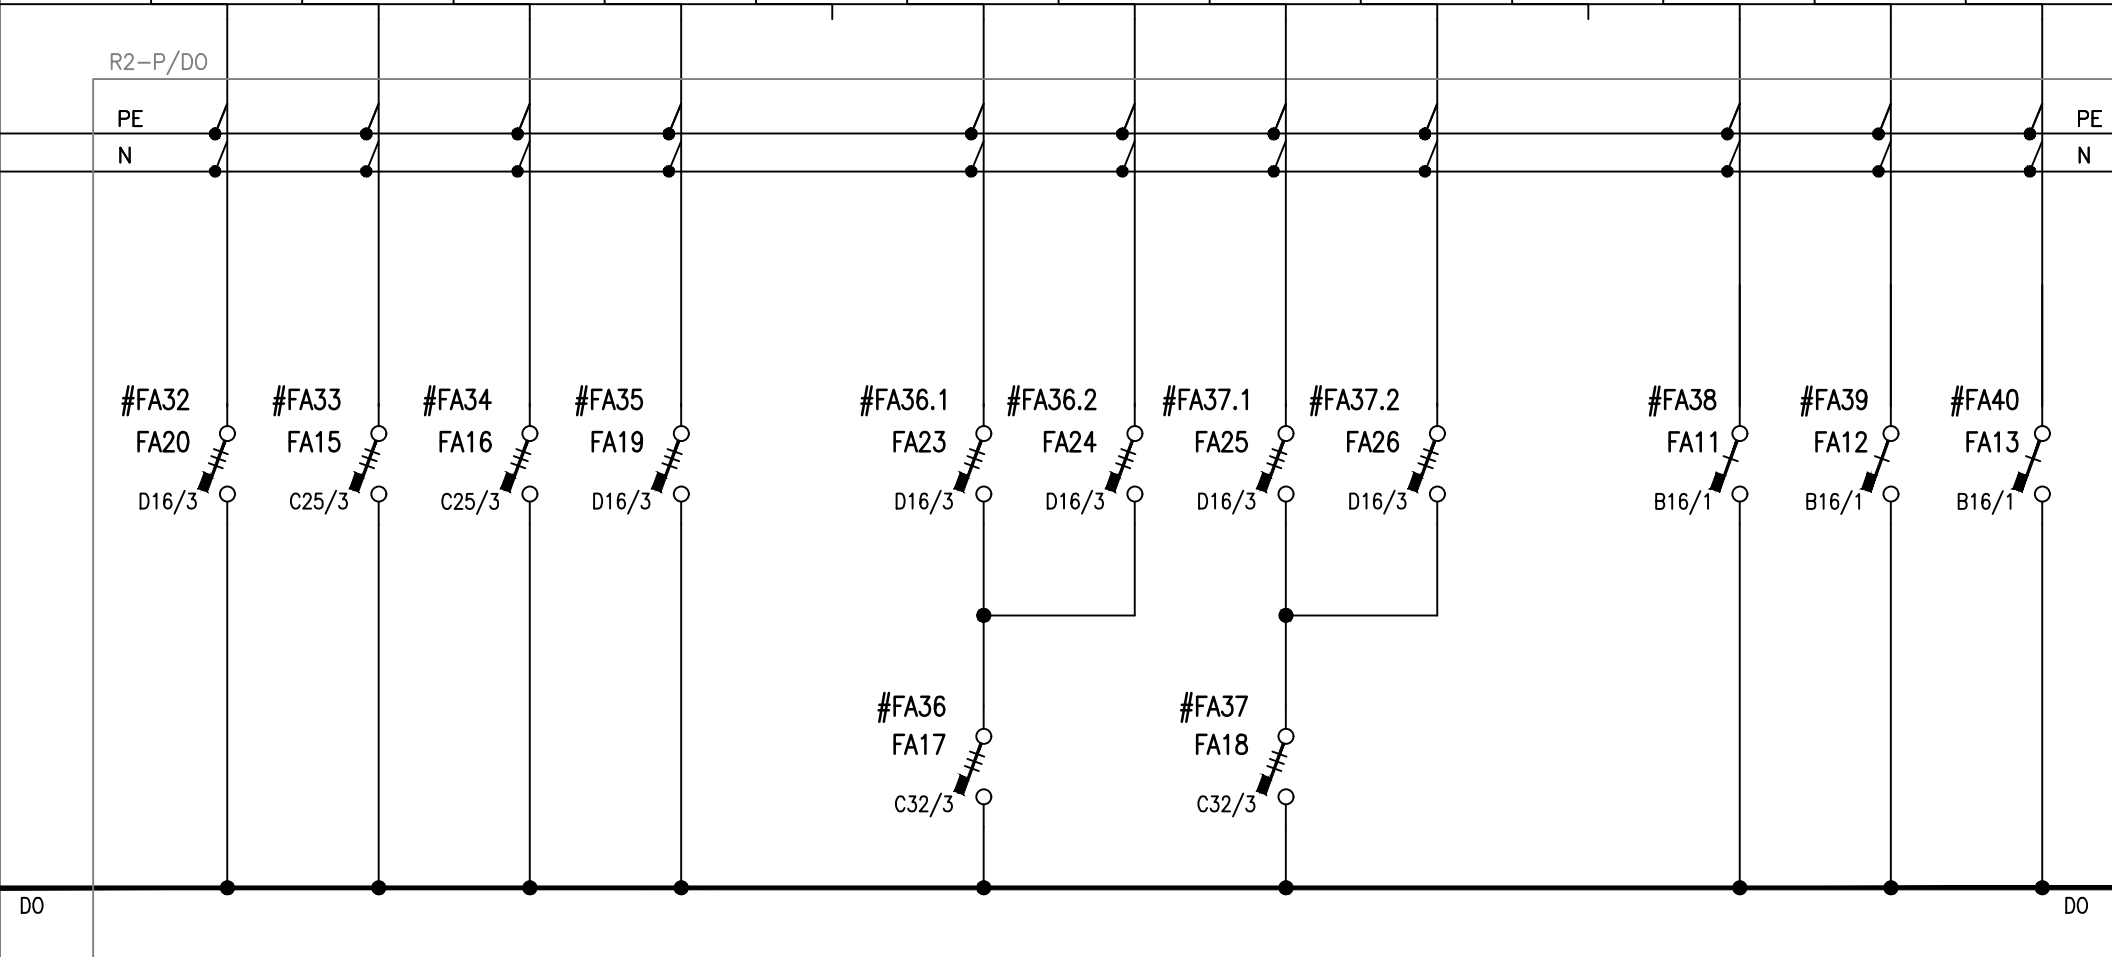 R2-P/DO
PE
PE
N
N
#FA32
#FA33
#FA34
#FA35
#FA36.1
#FA36.2
#FA37.1
#FA37.2
#FA38
#FA39
#FA40
FA20
FA15
FA16
FA19
FA23
FA24
FA25
FA26
FA11
FA12
FA13
D16/3
C25/3
C25/3
D16/3
D16/3
D16/3
D16/3
D16/3
B16/1
B16/1
B16/1
#FA36
#FA37
FA17
FA18
C32/3
C32/3
DO
DO